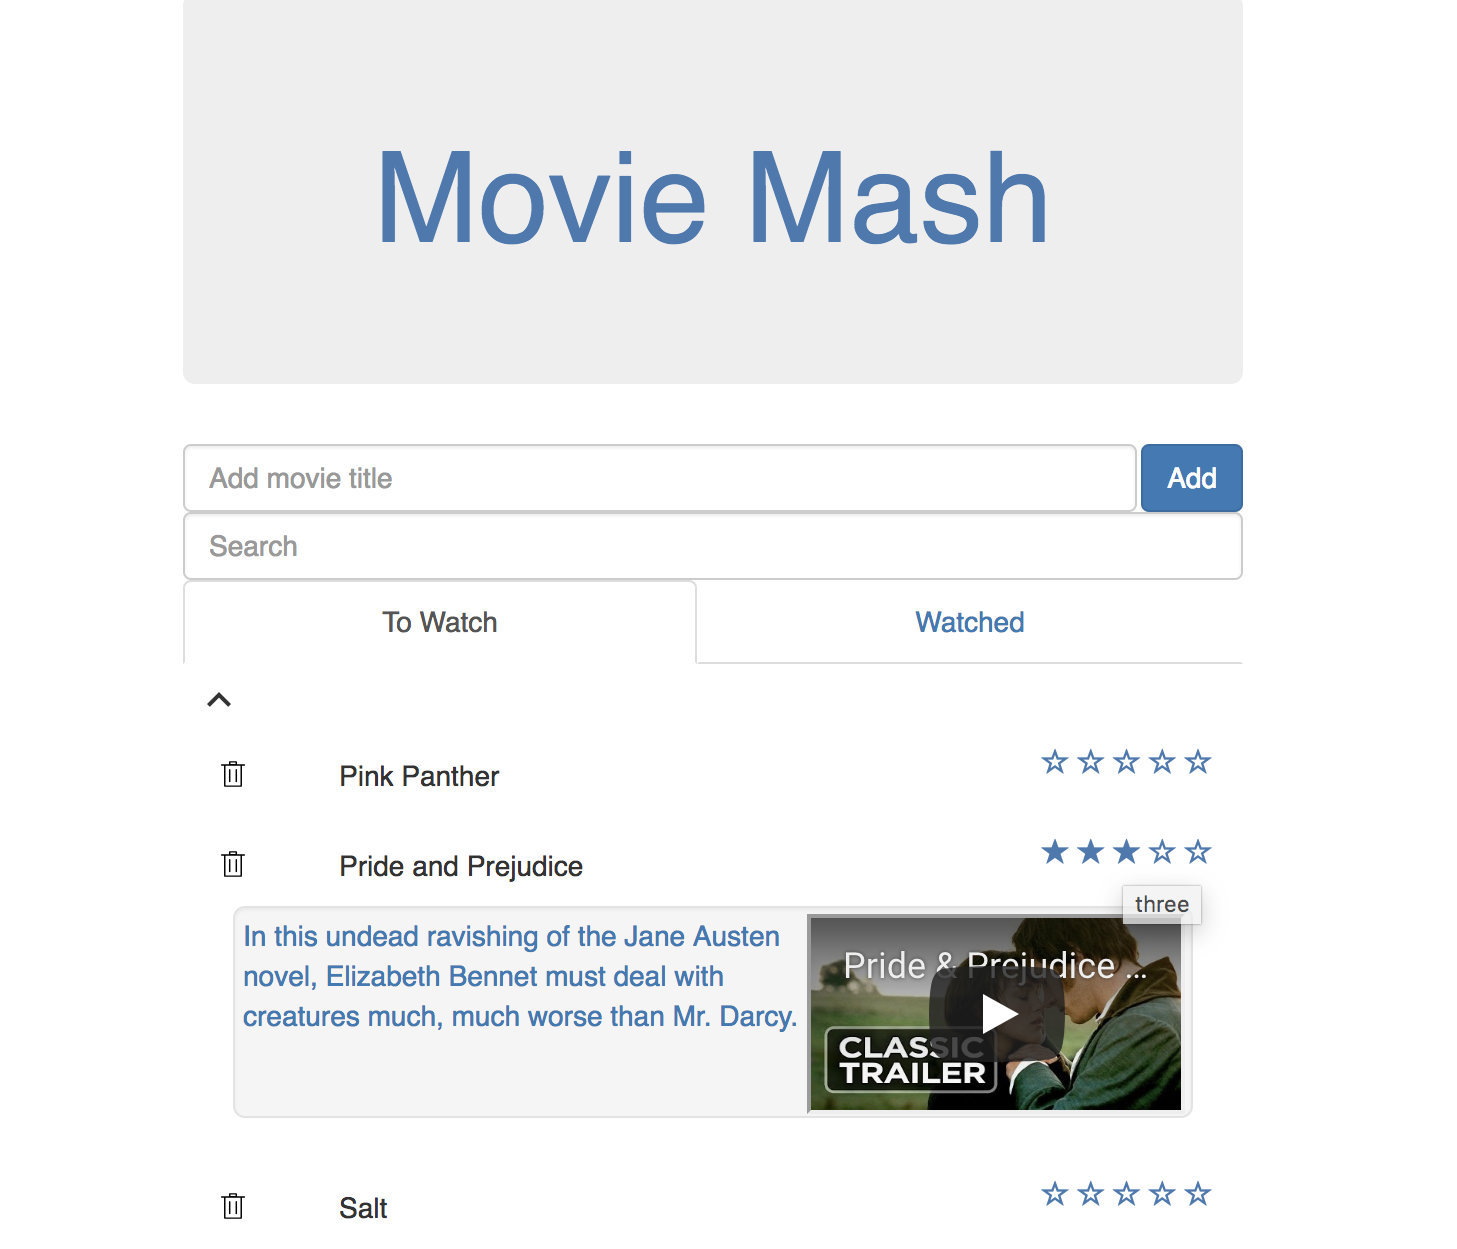 Movie Mash
Add movie title
Add
Search
To Watch
Watched
Pink Panther
Pride and Prejudice
three
In this undead ravishing of the Jane Austen
novel, Elizabeth Bennet must deal with
creatures much, much worse than Mr. Darcy.
Pride & Prejudice ...
CLASSIC
TRAILER
Salt